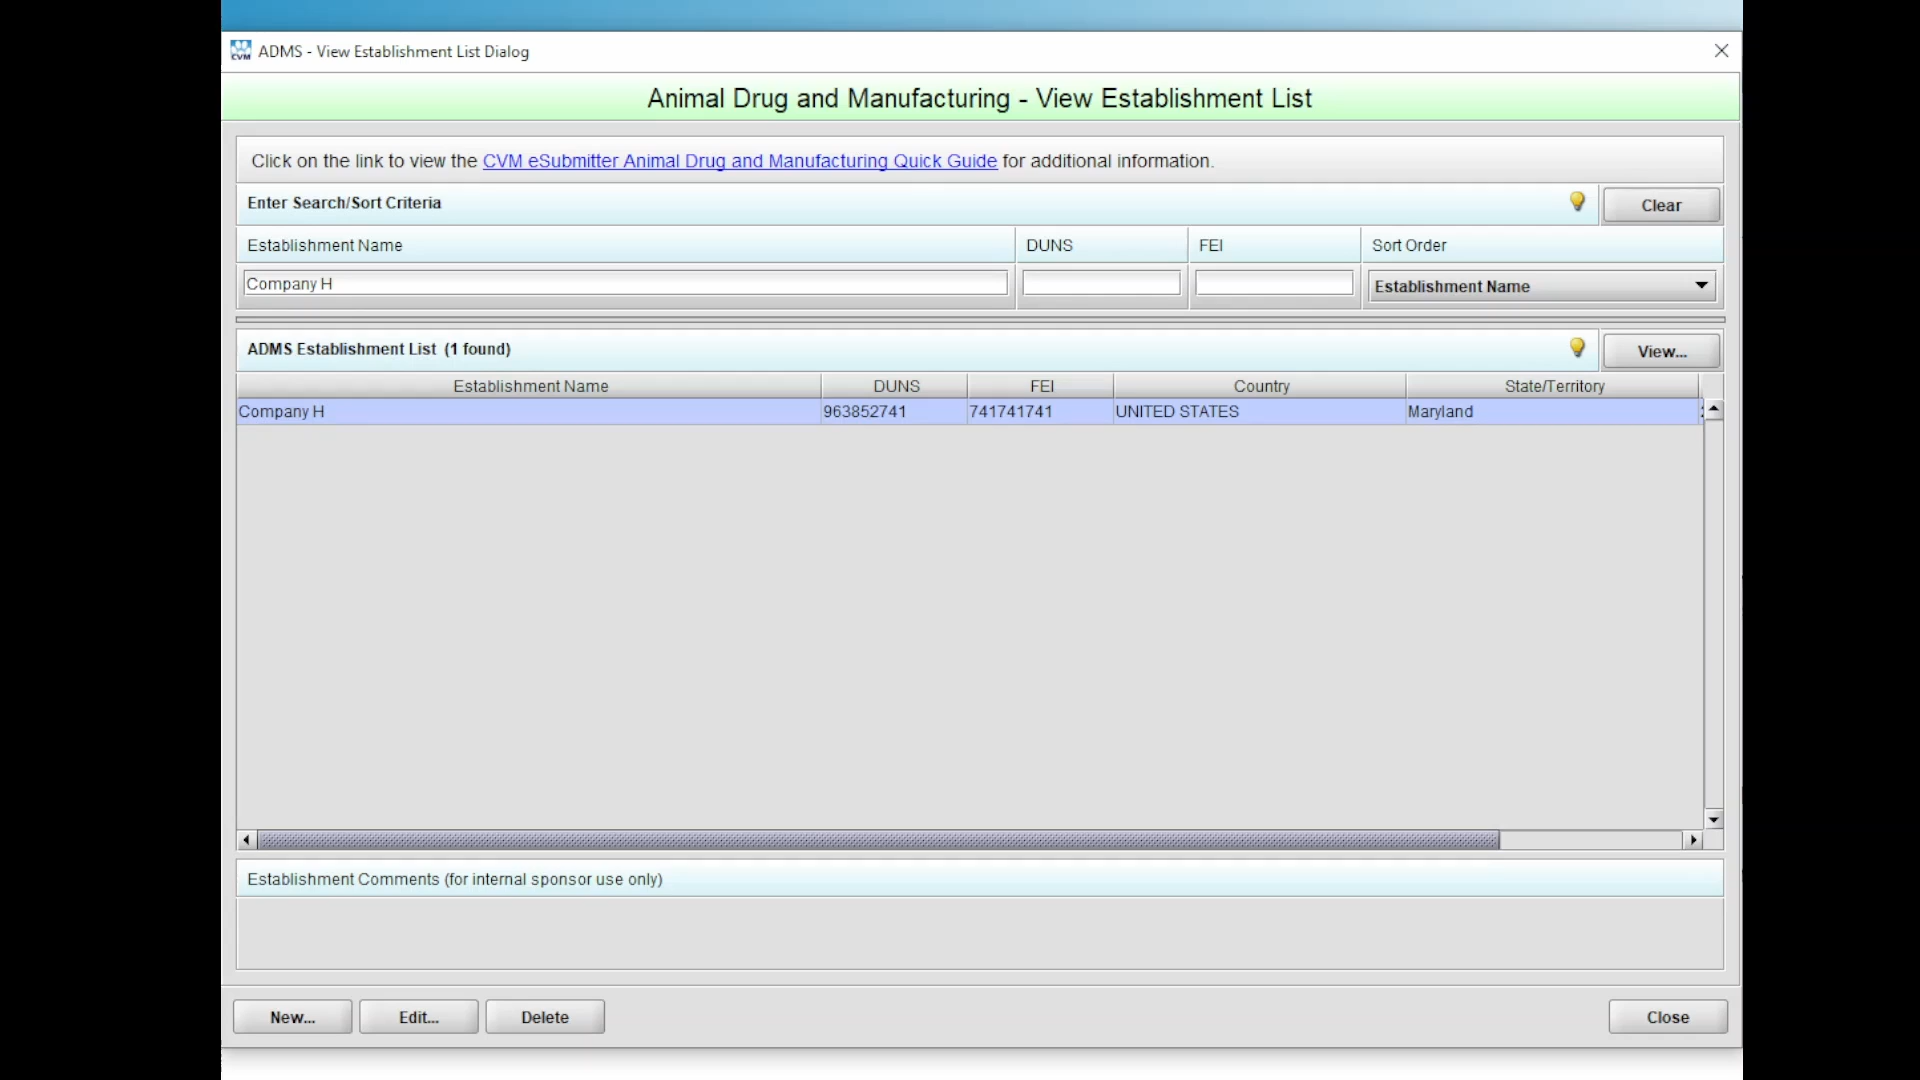 CVM
ADMS - View Establishment List Dialog
Animal Drug and Manufacturing - View Establishment List
Click on the link to view the CVM eSubmitter Animal Drug and Manufacturing Quick Guide for additional information.
Enter Search/Sort Criteria
Clear
Establishment Name DUNS FEI Sort Order
Company H Establishment Name
ADMS Establishment List (1 found)
View...
Establishment Name DUNS FEI Country State/Territory
Company H 963852741 741741741 UNITED STATES Maryland
Establishment Comments (for internal sponsor use only)
New... Edit... Delete Close